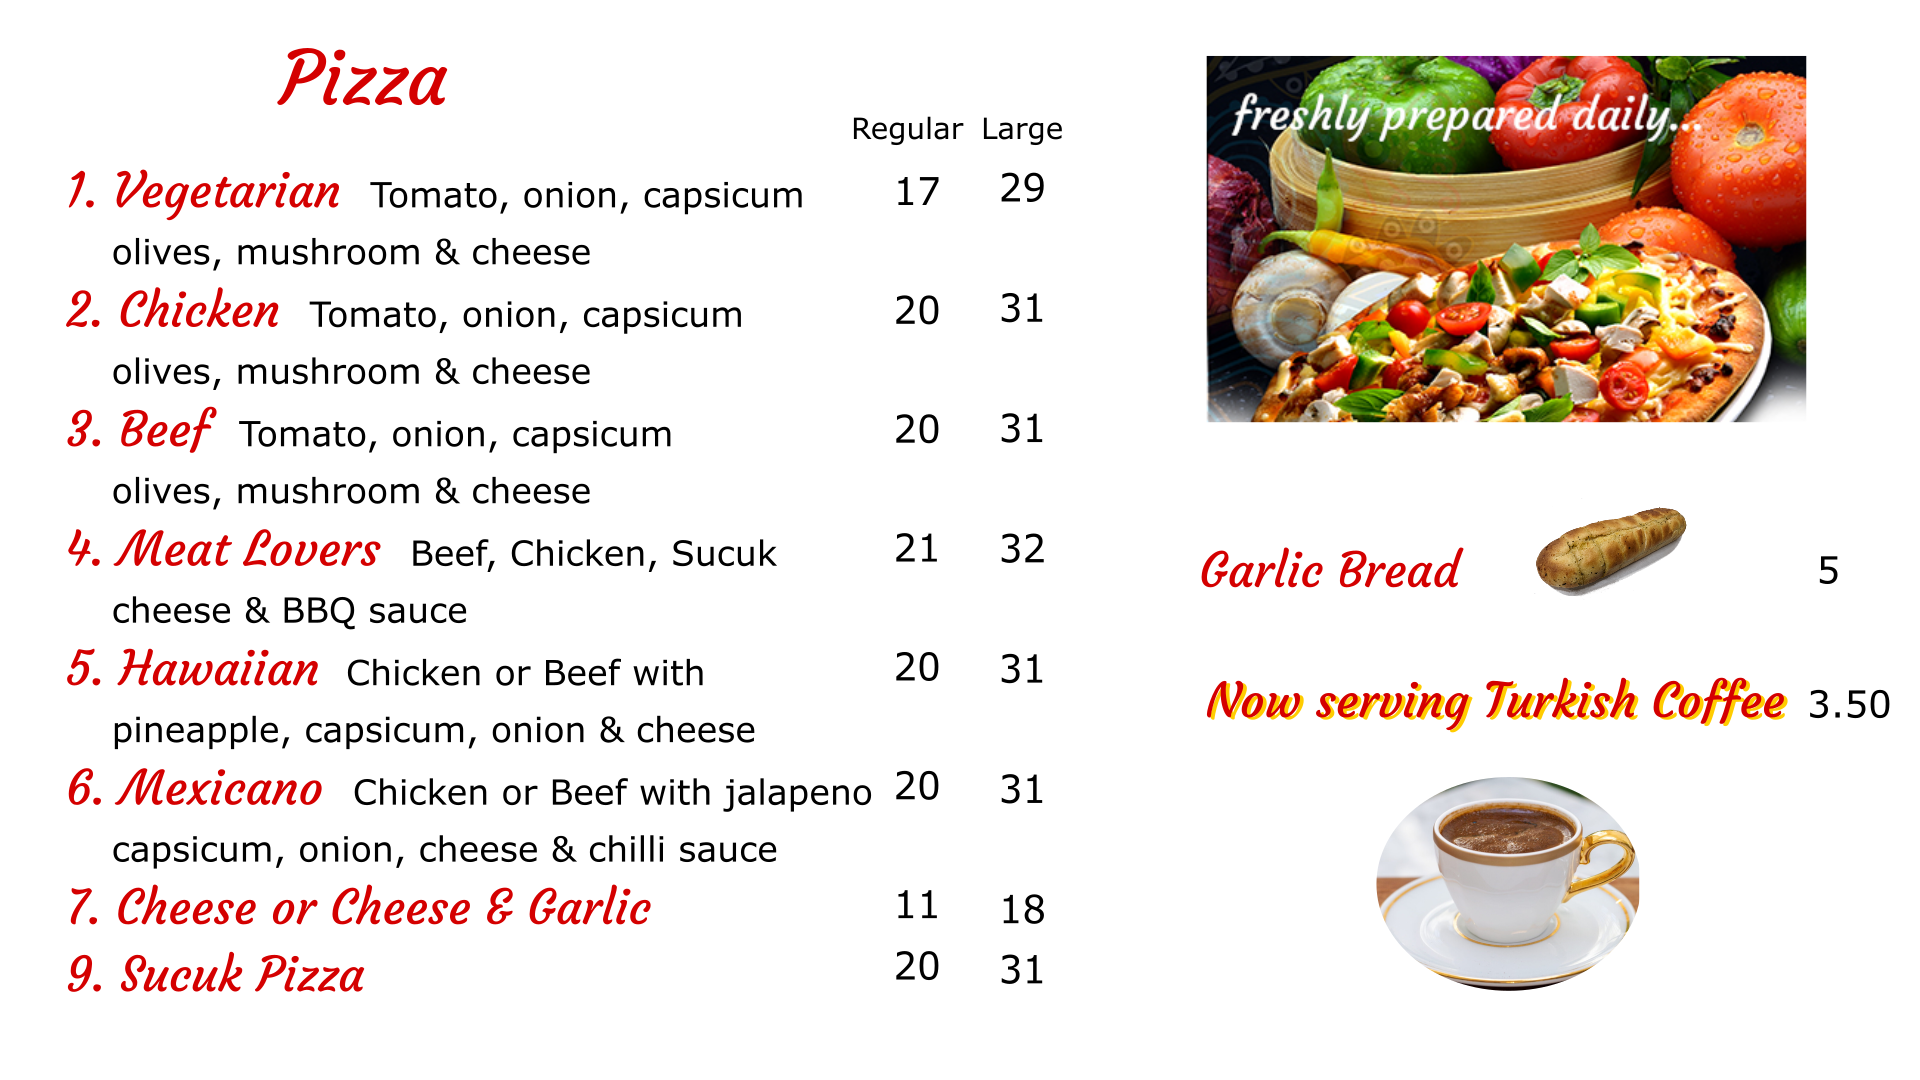 Pizza
Regular Large
1. Vegetarian Tomato, onion, capsicum 17 29
olives, mushroom & cheese
2. Chicken Tomato, onion, capsicum 20 31
olives, mushroom & cheese
3. Beef Tomato, onion, capsicum 20 31
olives, mushroom & cheese
4. Meat Lovers Beef, Chicken, Sucuk 21 32
cheese & BBQ sauce
5. Hawaiian Chicken or Beef with 20 31
pineapple, capsicum, onion & cheese
6. Mexicano Chicken or Beef with jalapeno 20 31
capsicum, onion, cheese & chilli sauce
7. Cheese or Cheese & Garlic 11 18
9. Sucuk Pizza 20 31
freshly prepared daily...
Garlic Bread 5
Now serving Turkish Coffee 3.50